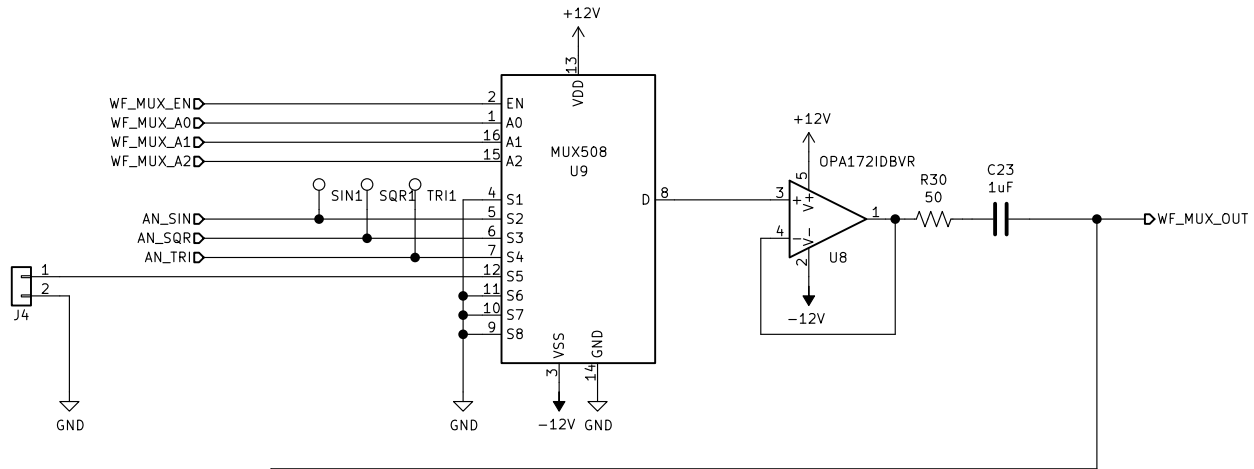 +12V
13
VDD
WF_MUX_EN
2
EN
WF_MUX_A0
1
A0
WF_MUX_A1
16
A1
WF_MUX_A2
15
A2
MUX508
U9
+12V
OPA172IDBVR
5
V+
C23
1uF
R30
50
SIN1
SQR1
TRI1
4
S1
D
8
3
+
AN_SIN
5
S2
1
WF_MUX_OUT
AN_SQR
6
S3
4
-
V-
AN_TRI
7
S4
2
U8
1
12
S5
2
11
S6
J4
10
S7
-12V
9
S8
VSS
GND
3
14
GND
GND
-12V
GND